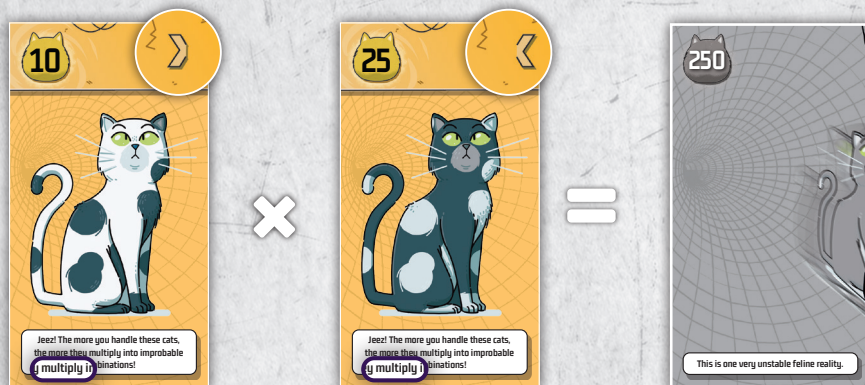 10
Jeez! The more you handle these cats,
the more they multiply into improbable
y multiply i binations!
×
25
Jeez! The more you handle these cats,
the more they multiply into improbable
y multiply i binations!
=
250
This is one very unstable feline reality.